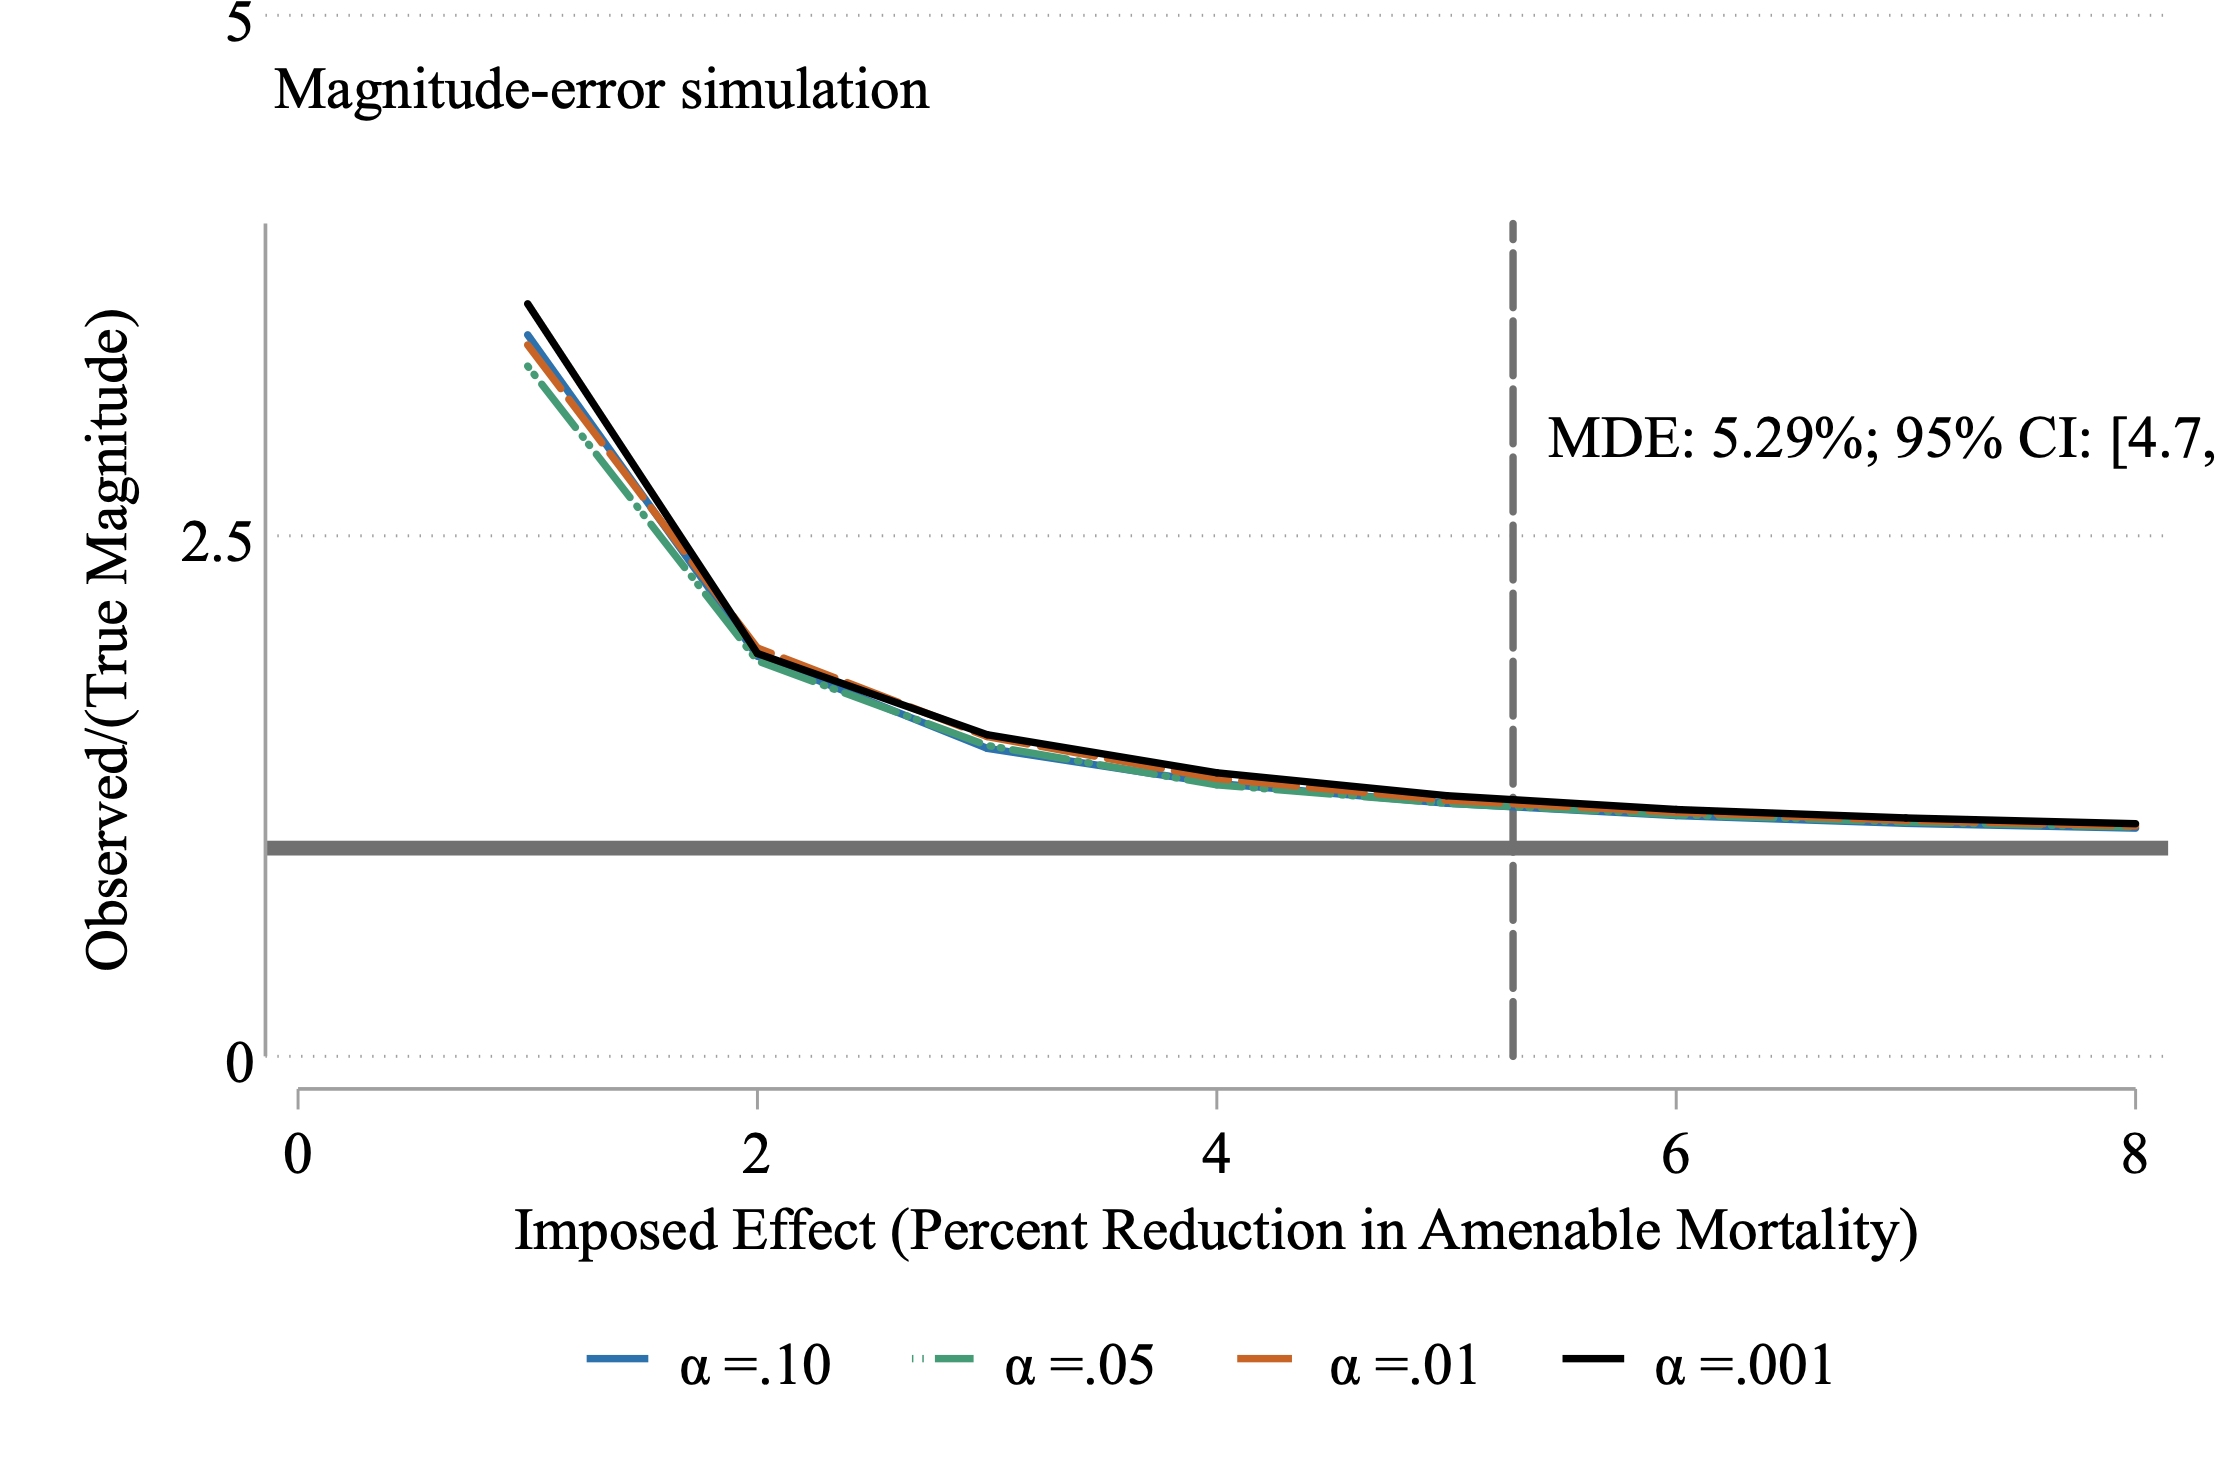 5
Magnitude-error simulation
Observed/(True Magnitude)
MDE: 5.29%; 95% CI: [4.7,
2.5
0
0 2 4 6 8
Imposed Effect (Percent Reduction in Amenable Mortality)
α =.10 α =.05 α =.01 α =.001